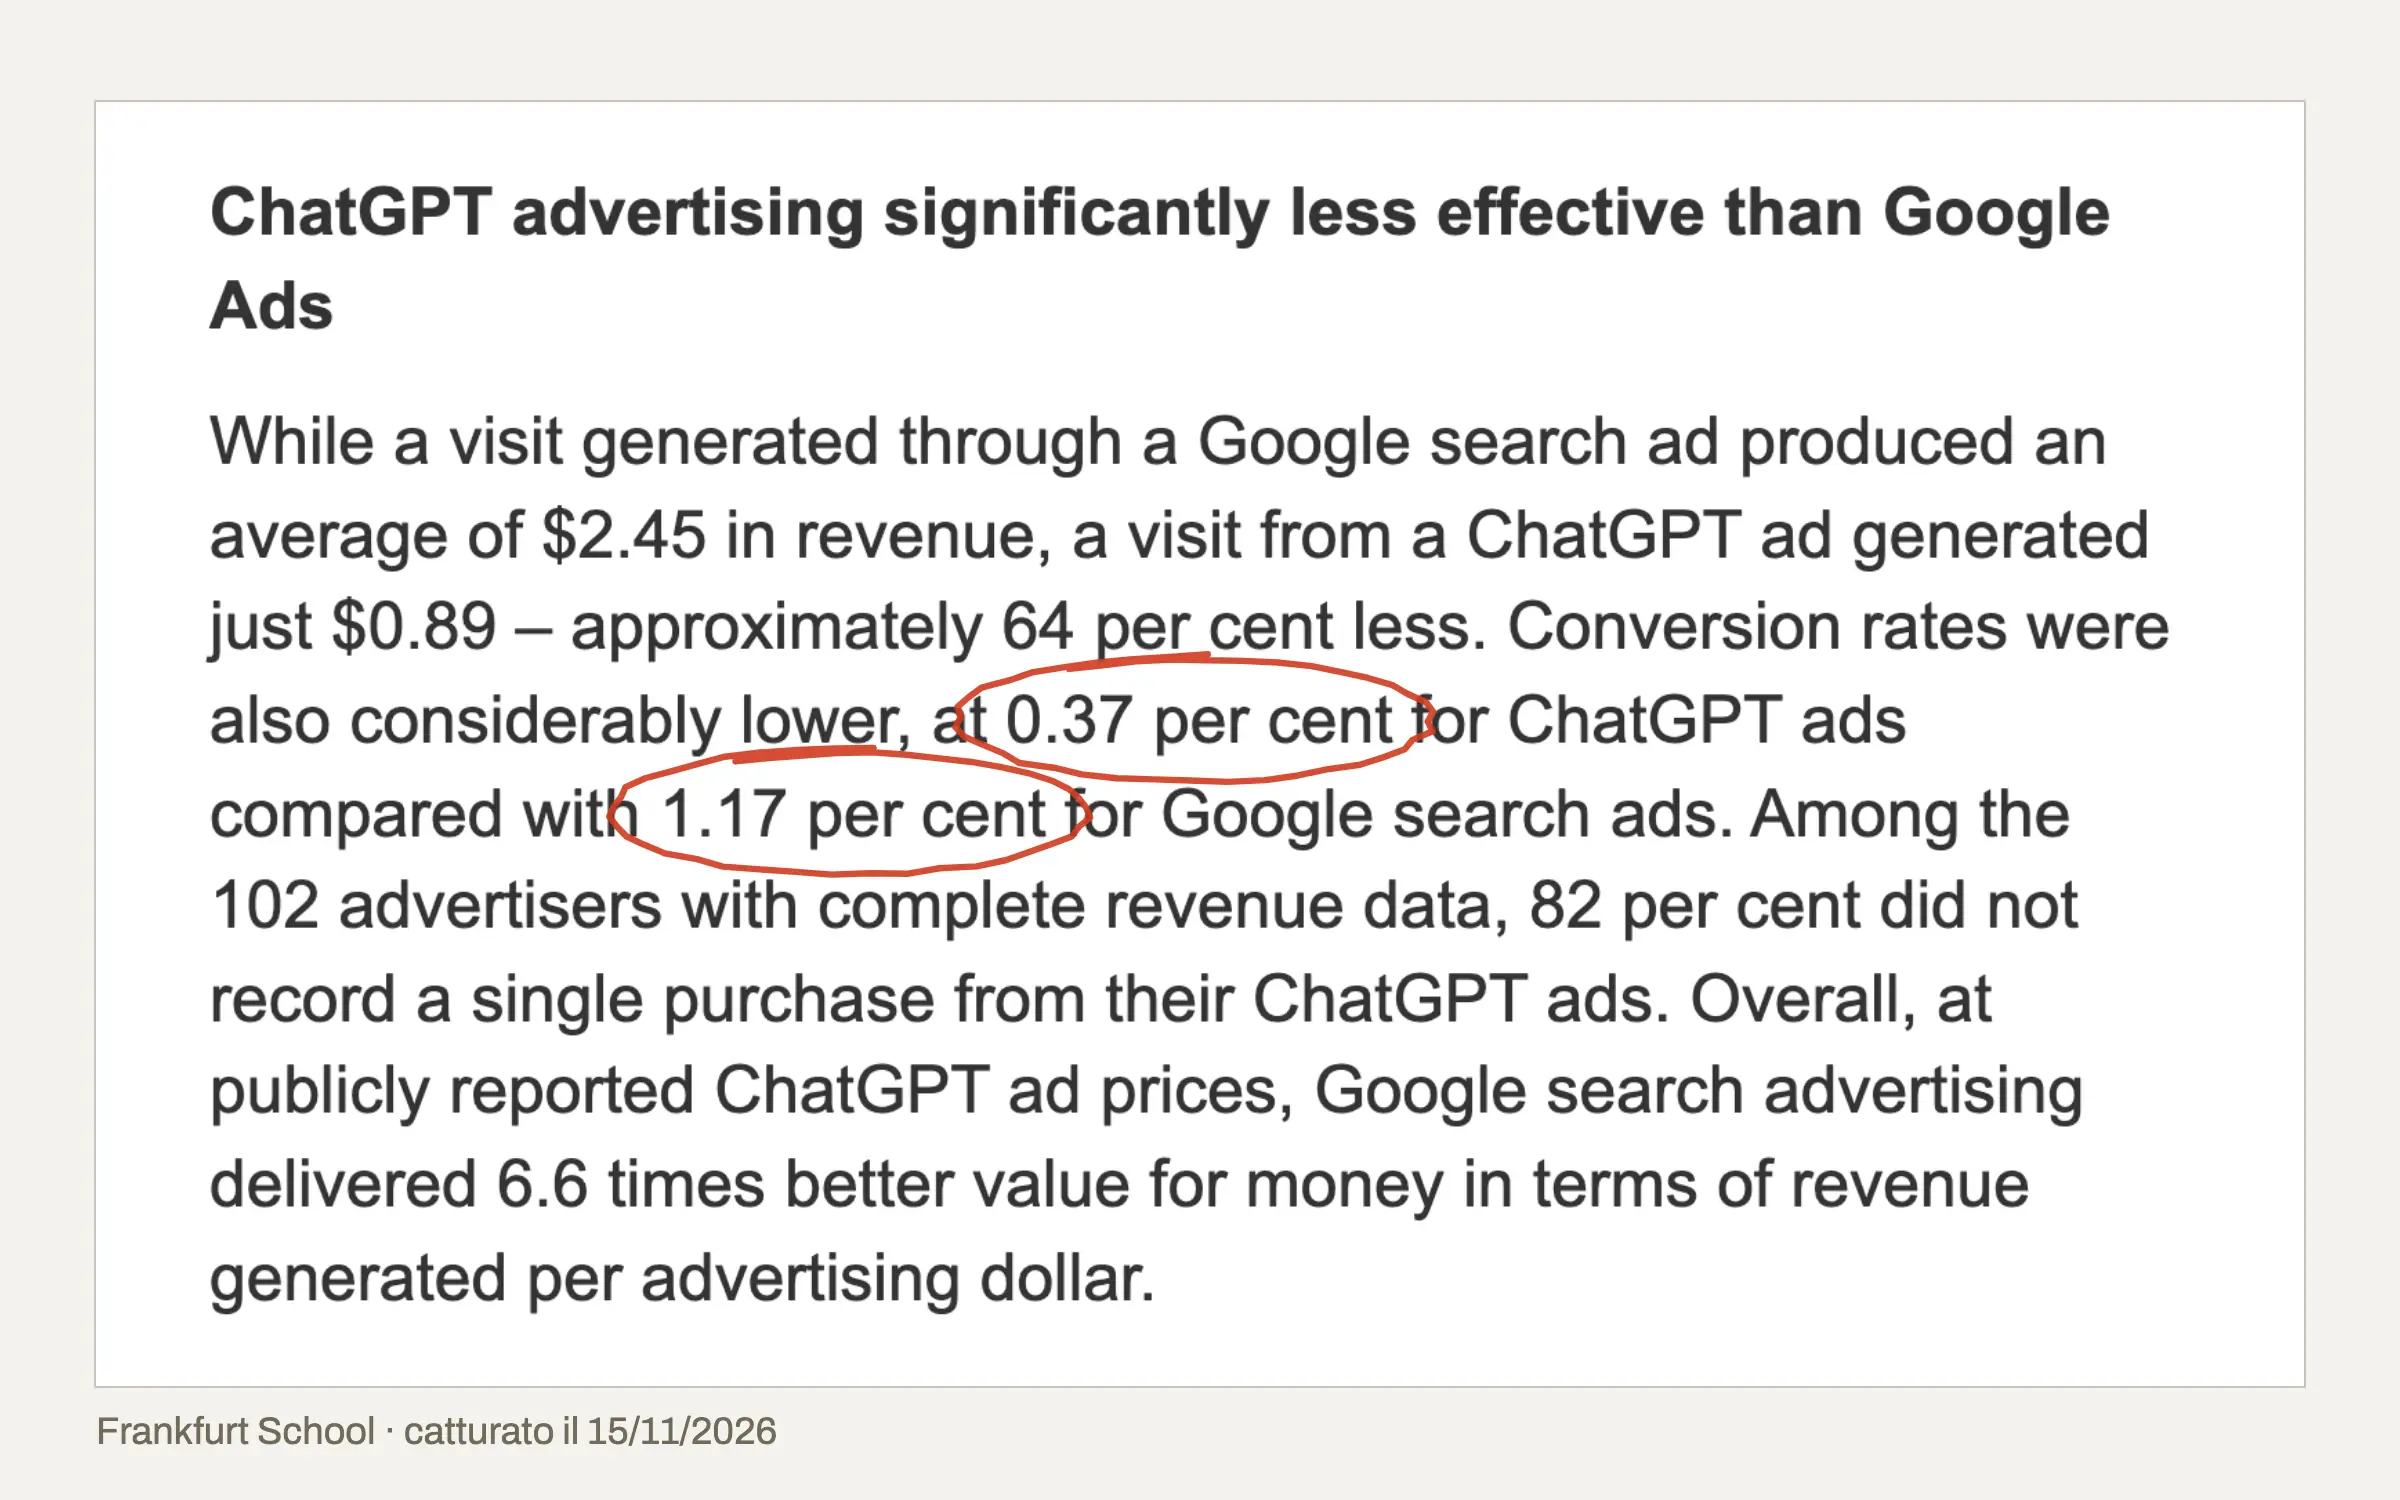 ChatGPT advertising significantly less effective than Google
Ads
While a visit generated through a Google search ad produced an
average of $2.45 in revenue, a visit from a ChatGPT ad generated
just $0.89 – approximately 64 per cent less. Conversion rates were
also considerably lower, at 0.37 per cent for ChatGPT ads
compared with 1.17 per cent for Google search ads. Among the
102 advertisers with complete revenue data, 82 per cent did not
record a single purchase from their ChatGPT ads. Overall, at
publicly reported ChatGPT ad prices, Google search advertising
delivered 6.6 times better value for money in terms of revenue
generated per advertising dollar.
Frankfurt School · catturato il 15/11/2026